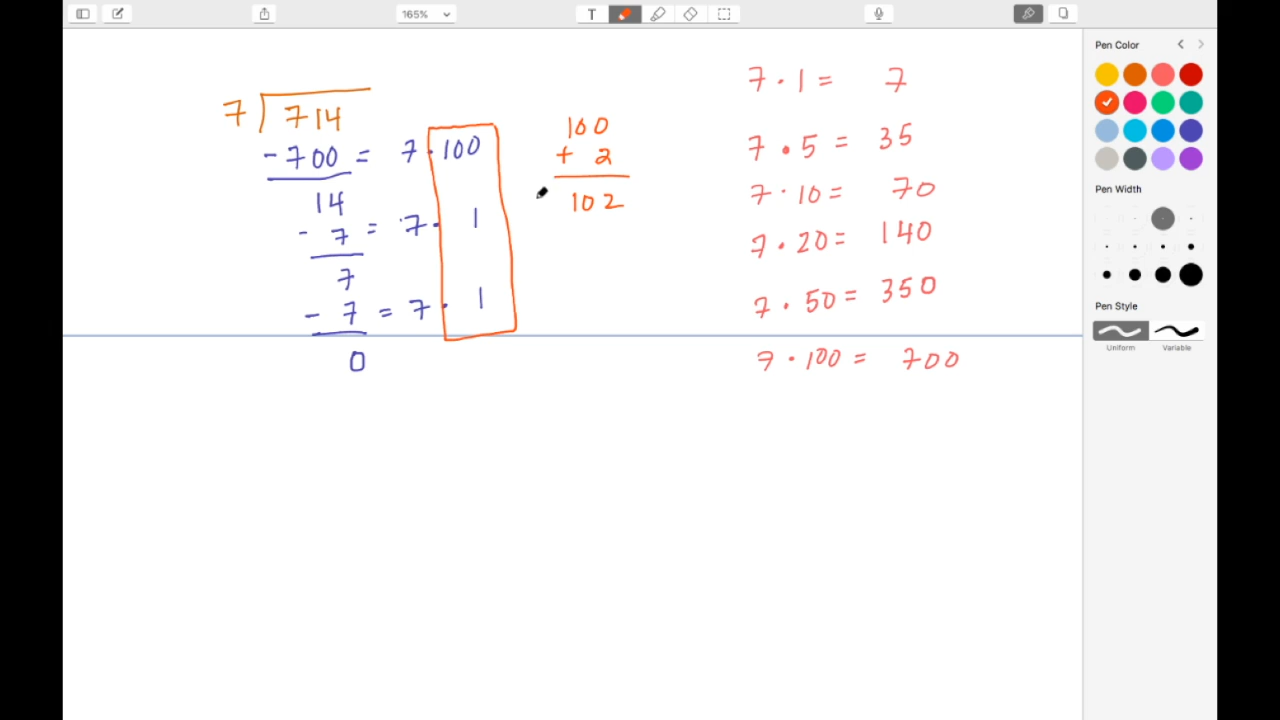 165%
T
Pen Color
Pen Width
Pen Style
Uniform Variable
7 ) 714
- 700 = 7 · 100
14
- 7 = 7 · 1
7
- 7 = 7 · 1
0
100
+ 2
102
7 · 1 = 7
7 · 5 = 35
7 · 10 = 70
7 · 20 = 140
7 · 50 = 350
7 · 100 = 700